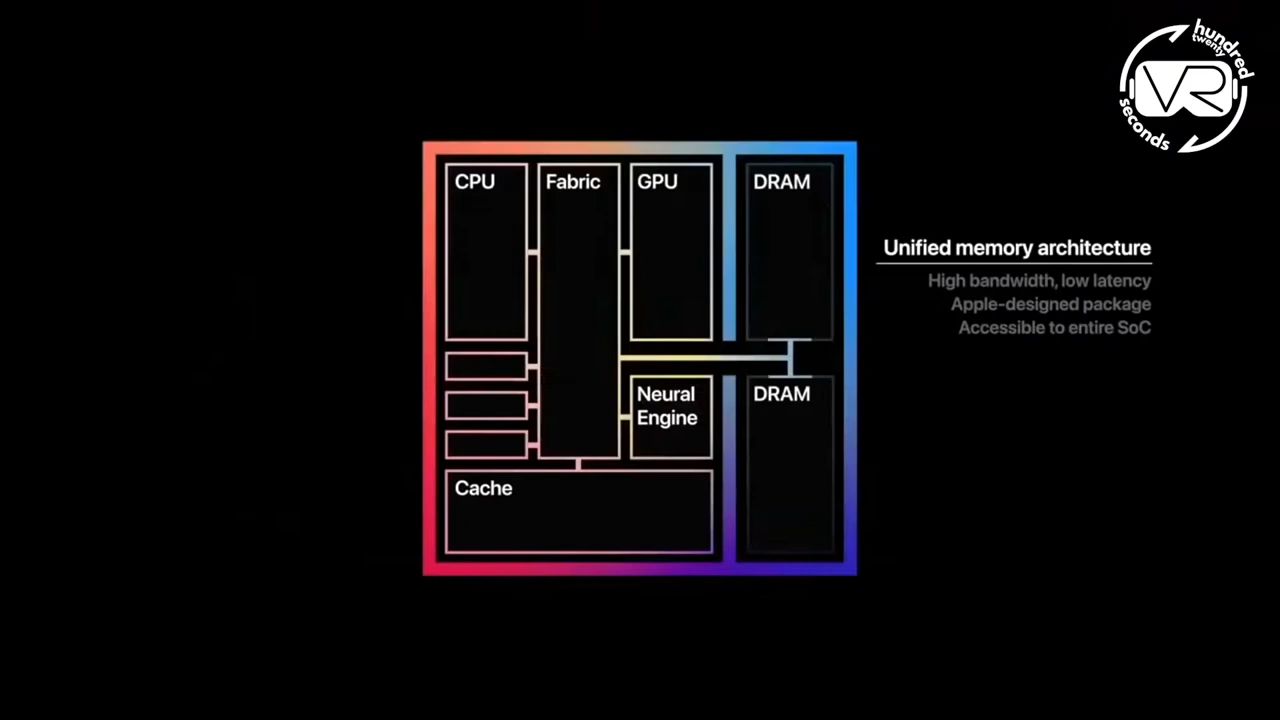 hundred
twenty
VR
seconds
CPU
Fabric
GPU
DRAM
Unified memory architecture
High bandwidth, low latency
Apple-designed package
Accessible to entire SoC
Neural
Engine
DRAM
Cache